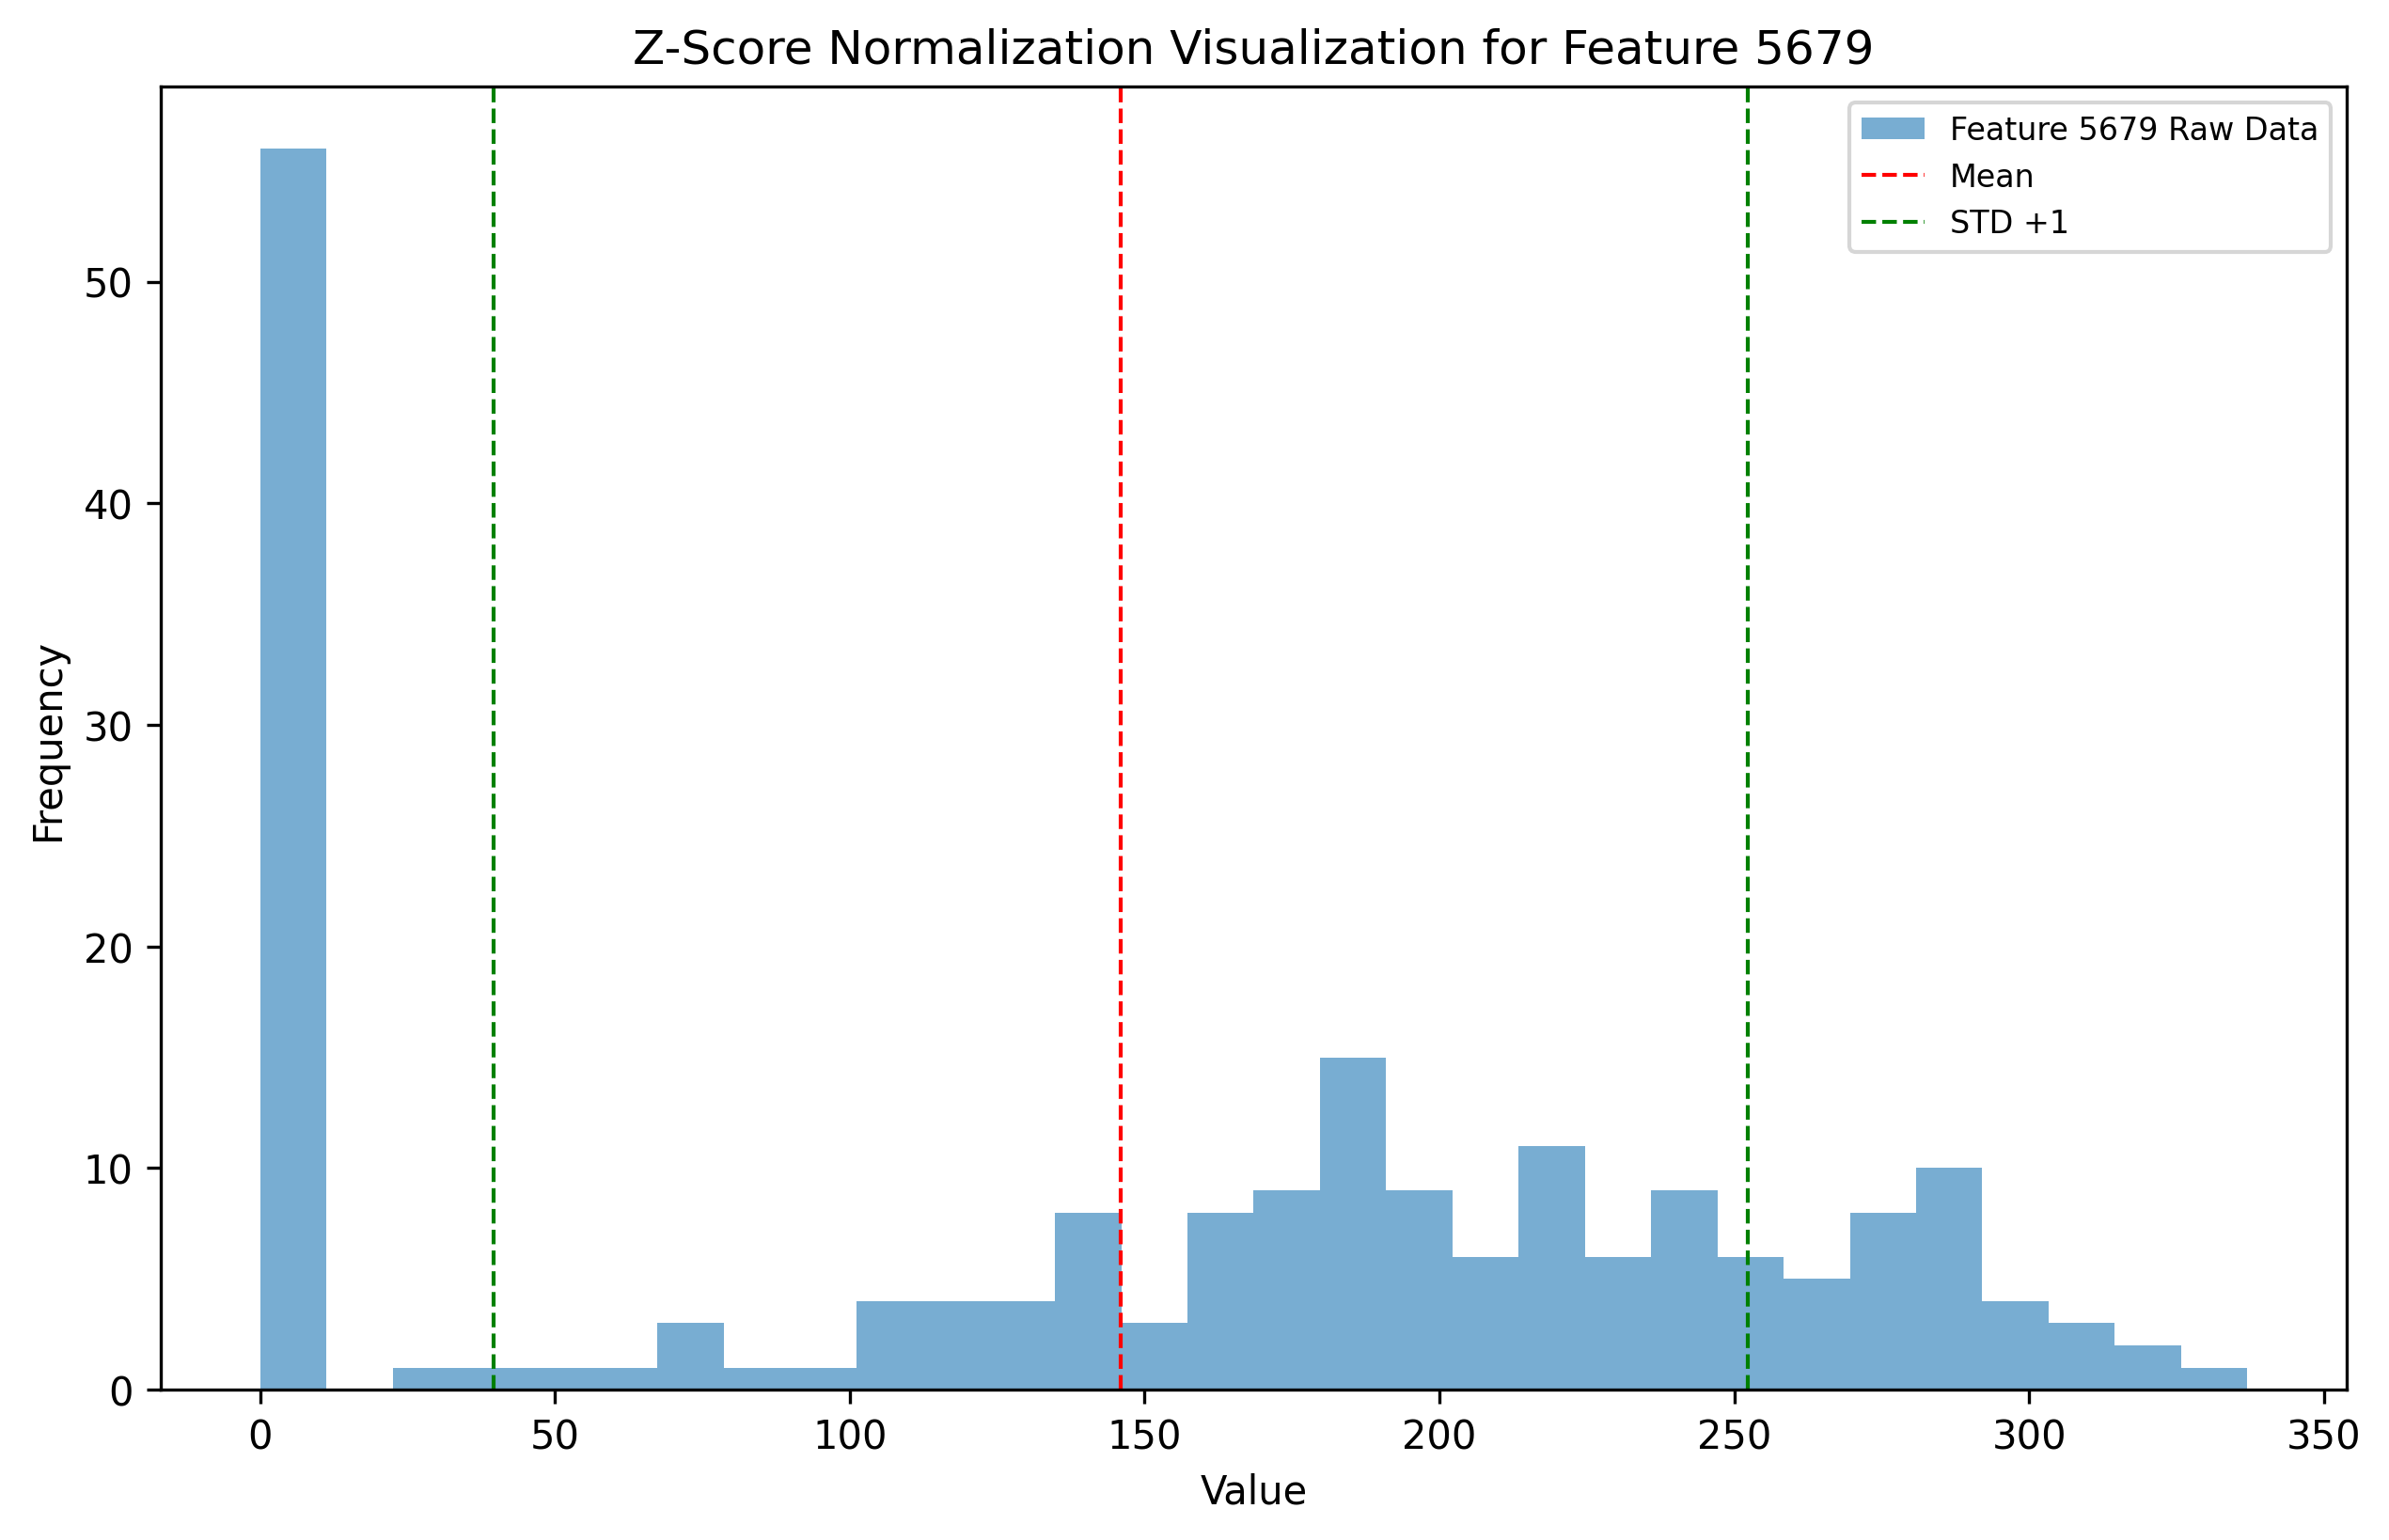 Z-Score Normalization Visualization for Feature 5679
Feature 5679 Raw Data
Mean
STD +1
Frequency
50
40
30
20
10
0
0 50 100 150 200 250 300 350
Value